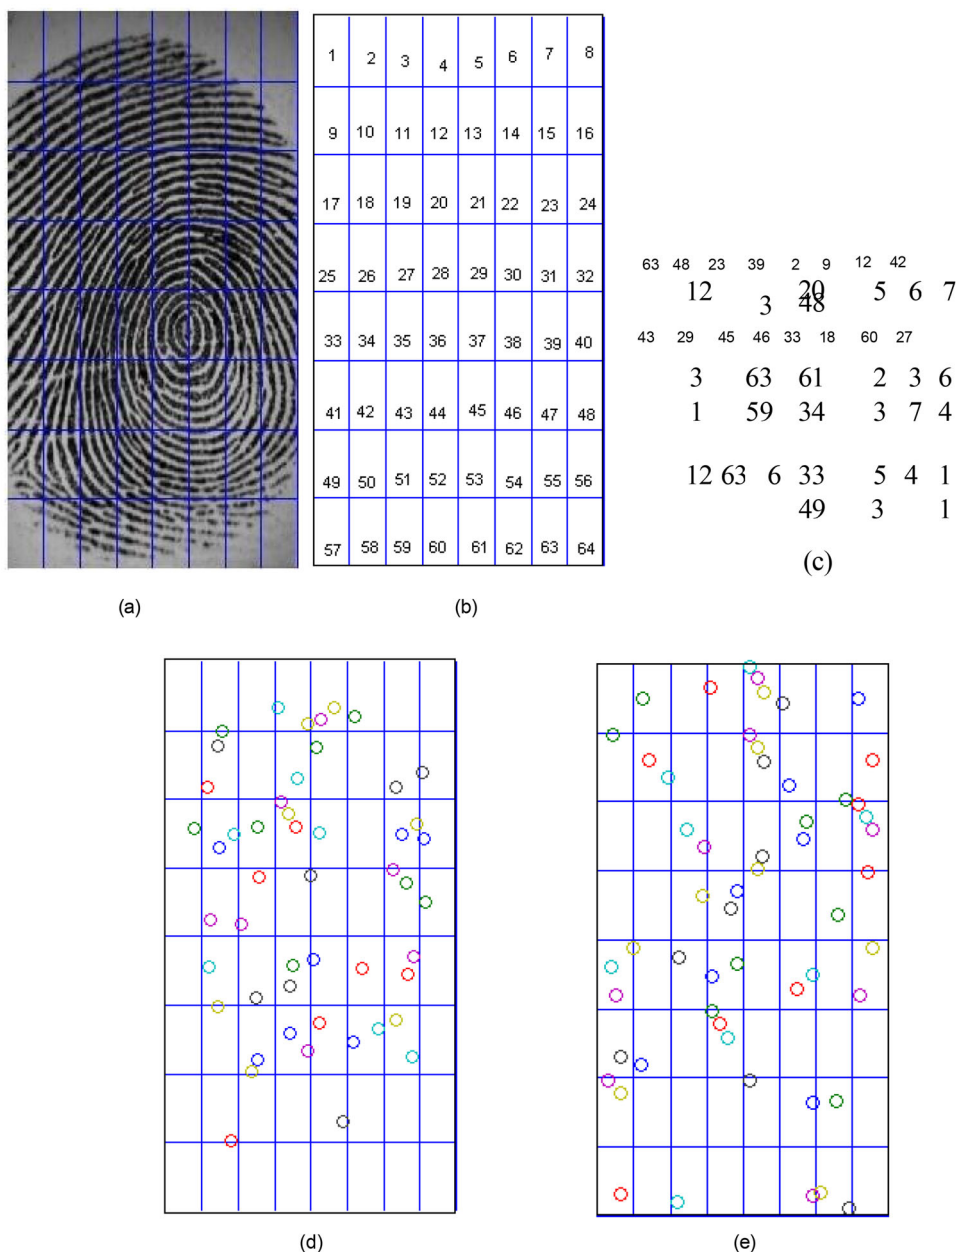 1 2 3 4 5 6 7 8
9 10 11 12 13 14 15 16
17 18 19 20 21 22 23 24
25 26 27 28 29 30 31 32
33 34 35 36 37 38 39 40
41 42 43 44 45 46 47 48
49 50 51 52 53 54 55 56
57 58 59 60 61 62 63 64
63 48 23 39 2 9 12 42
12 20 5 6 7
3 48
43 29 45 46 33 18 60 27
3 63 61 2 3 6
1 59 34 3 7 4
12 63 6 33 5 4 1
49 3 1
(c)
(a) (b)
(d) (e)